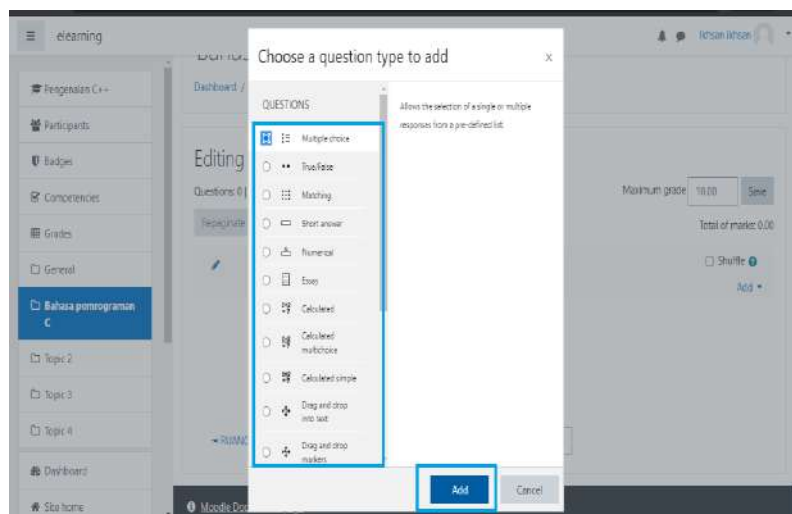 elearning
Ikhsan Ikhsan
Pengenalan C++
Participants
Badges
Competencies
Grades
General
Bahasa pemrograman
C
Topic 2
Topic 3
Topic 4
Dashboard
Site home
Dashboard /
Editing
Questions: 0 |
Repaginate
Maximum grade
10.00
Save
Total of marks: 0.00
Shuffle
Add
Moodle Doc
Choose a question type to add
x
QUESTIONS
Multiple choice
True/False
Matching
Short answer
Numerical
Essay
Calculated
Calculated
multichoice
Calculated simple
Drag and drop
into text
Drag and drop
markers
Allows the selection of a single or multiple
responses from a pre-defined list.
Add
Cancel